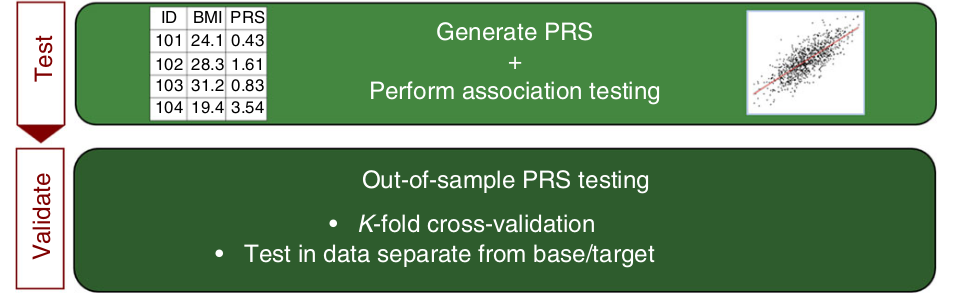 Test
ID BMI PRS
101 24.1 0.43
102 28.3 1.61
103 31.2 0.83
104 19.4 3.54
Generate PRS
+
Perform association testing
Validate
Out-of-sample PRS testing
• K-fold cross-validation
• Test in data separate from base/target